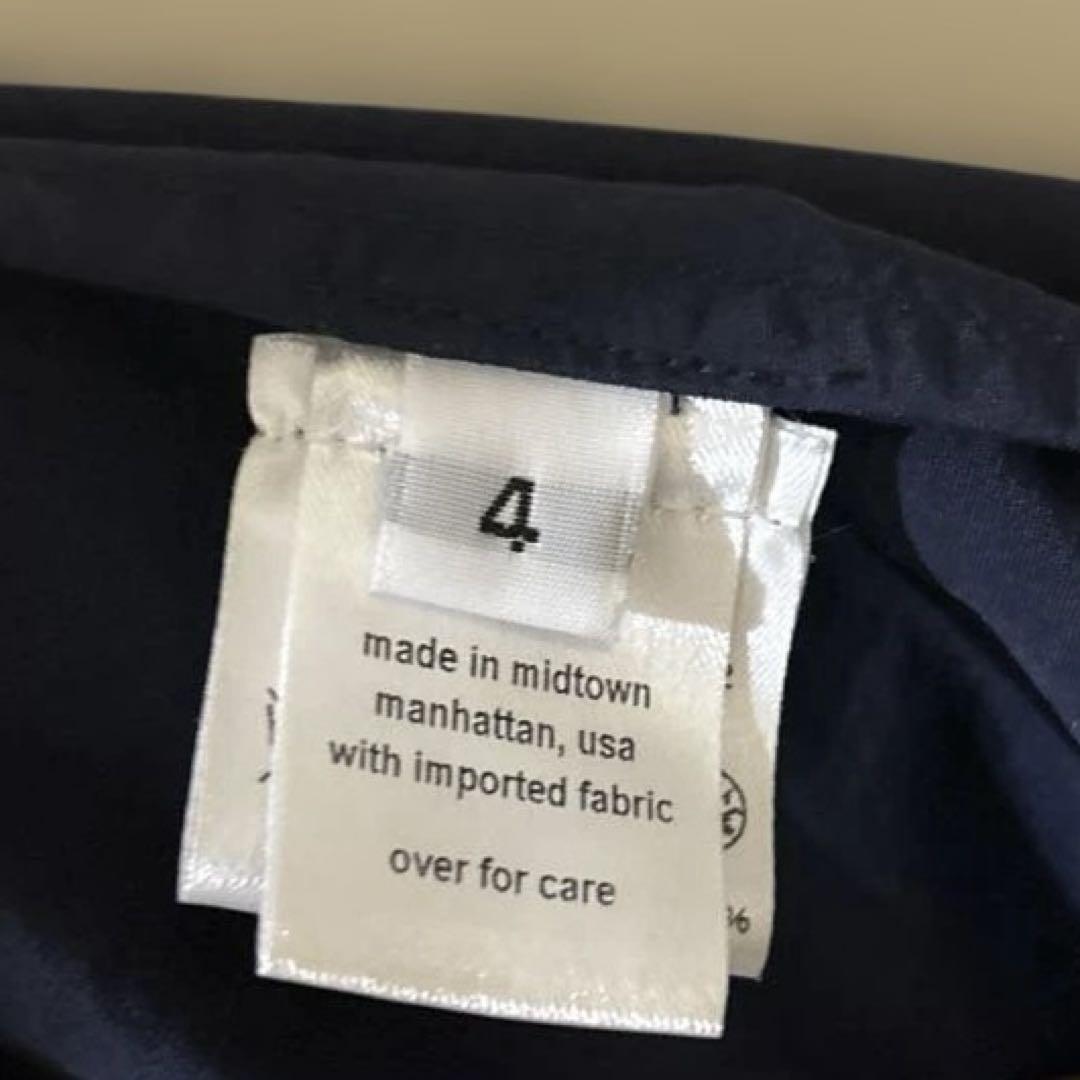 4
made in midtown
manhattan, usa
with imported fabric
over for care